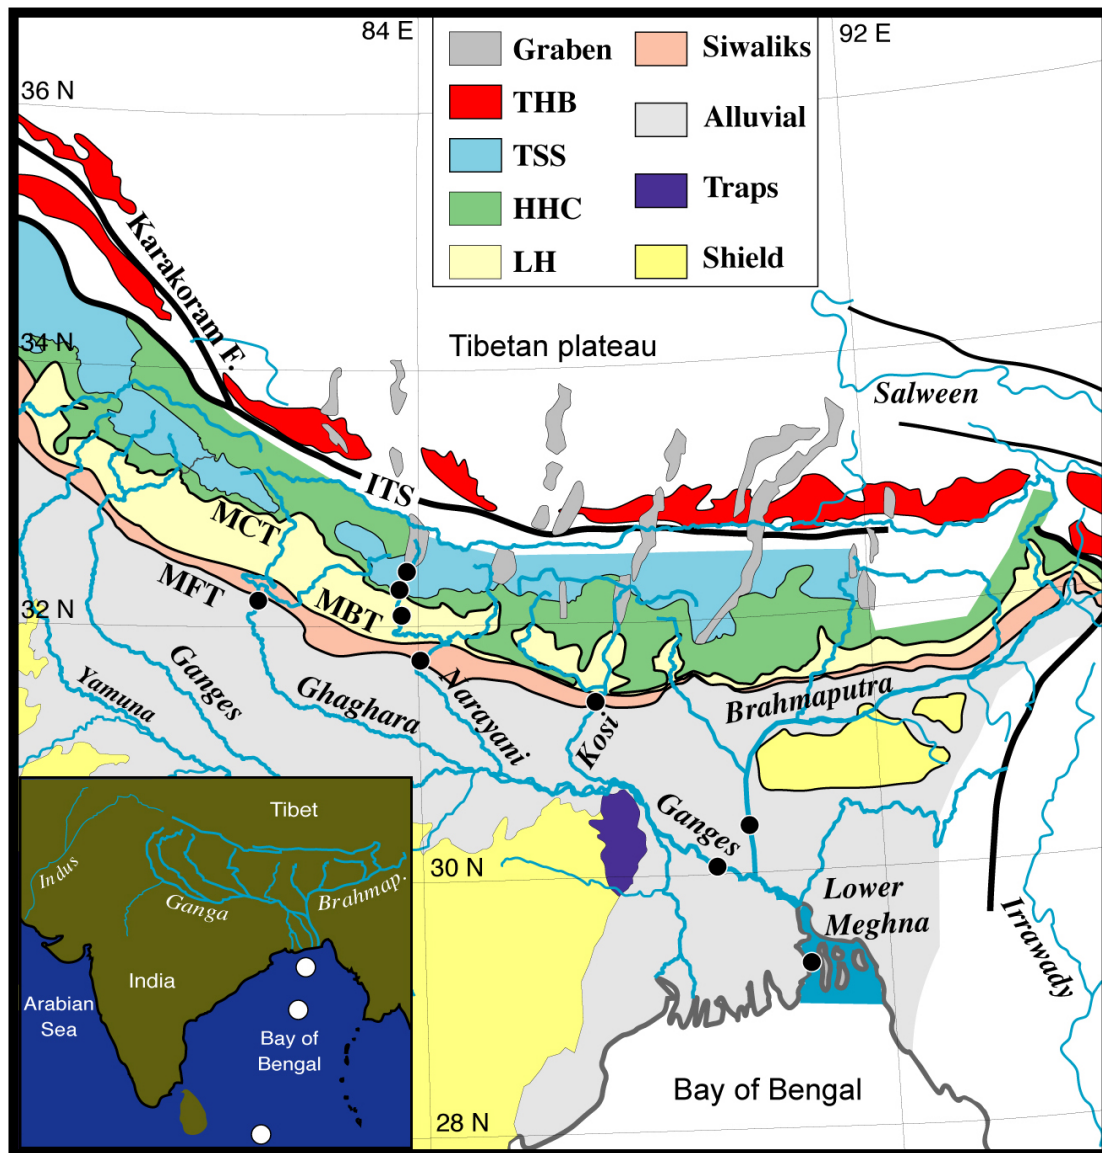 84 E
92 E
36 N
Graben
THB
TSS
HHC
LH
Siwaliks
Alluvial
Traps
Shield
Karakoram F.
34 N
Tibetan plateau
Salween
ITS
MCT
MFT
MBT
32 N
Yamuna
Ganges
Ghaghara
Narayani
Kosi
Brahmaputra
Ganges
30 N
Lower
Meghna
Irrawady
Bay of Bengal
28 N
Tibet
Indus
Ganga
Brahmap.
India
Arabian
Sea
Bay of
Bengal